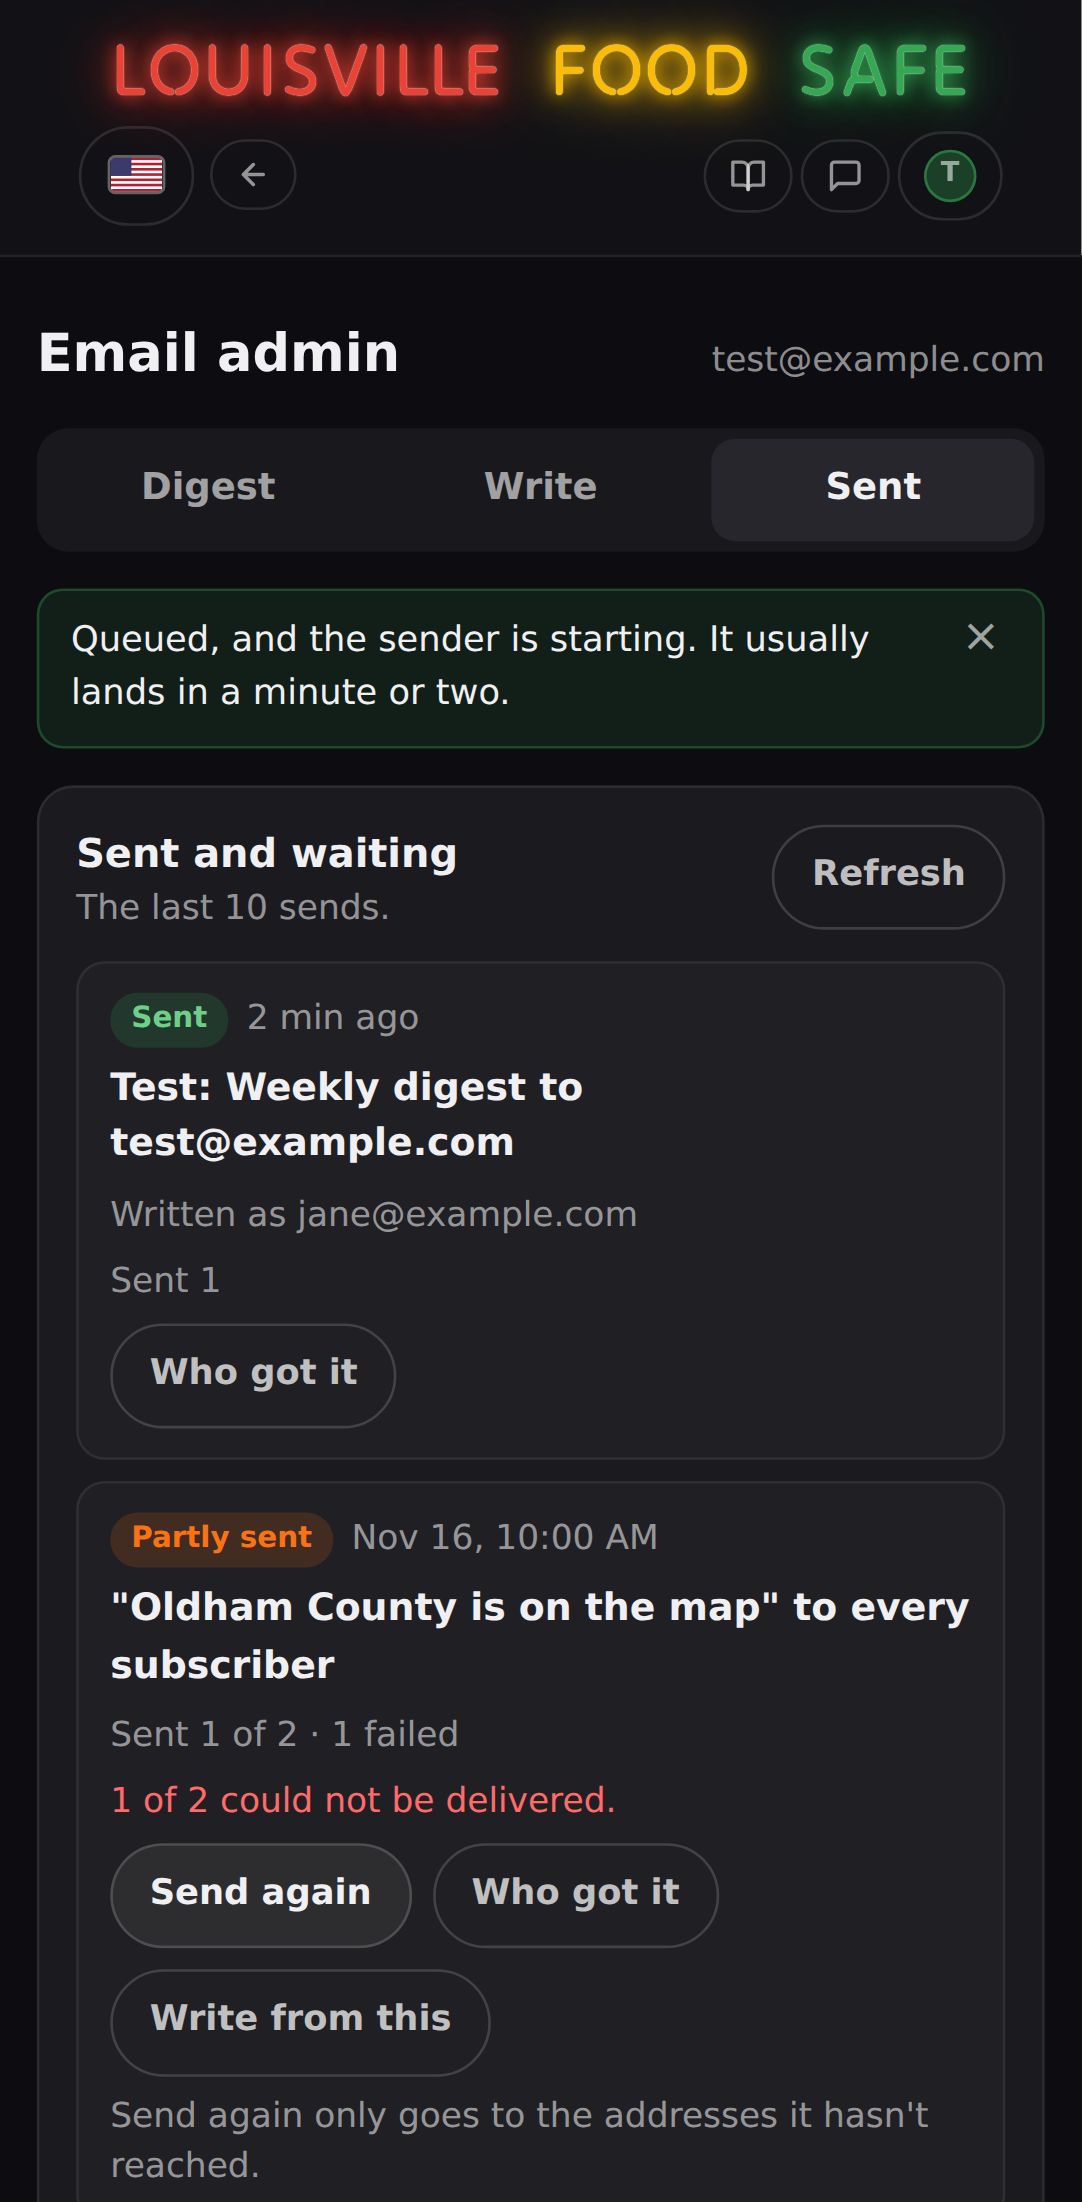 LOUISVILLE FOOD SAFE
T
Email admin
test@example.com
Digest Write Sent
Queued, and the sender is starting. It usually
lands in a minute or two.
Sent and waiting
Refresh
The last 10 sends.
Sent 2 min ago
Test: Weekly digest to
test@example.com
Written as jane@example.com
Sent 1
Who got it
Partly sent Nov 16, 10:00 AM
"Oldham County is on the map" to every
subscriber
Sent 1 of 2 · 1 failed
1 of 2 could not be delivered.
Send again Who got it
Write from this
Send again only goes to the addresses it hasn't
reached.